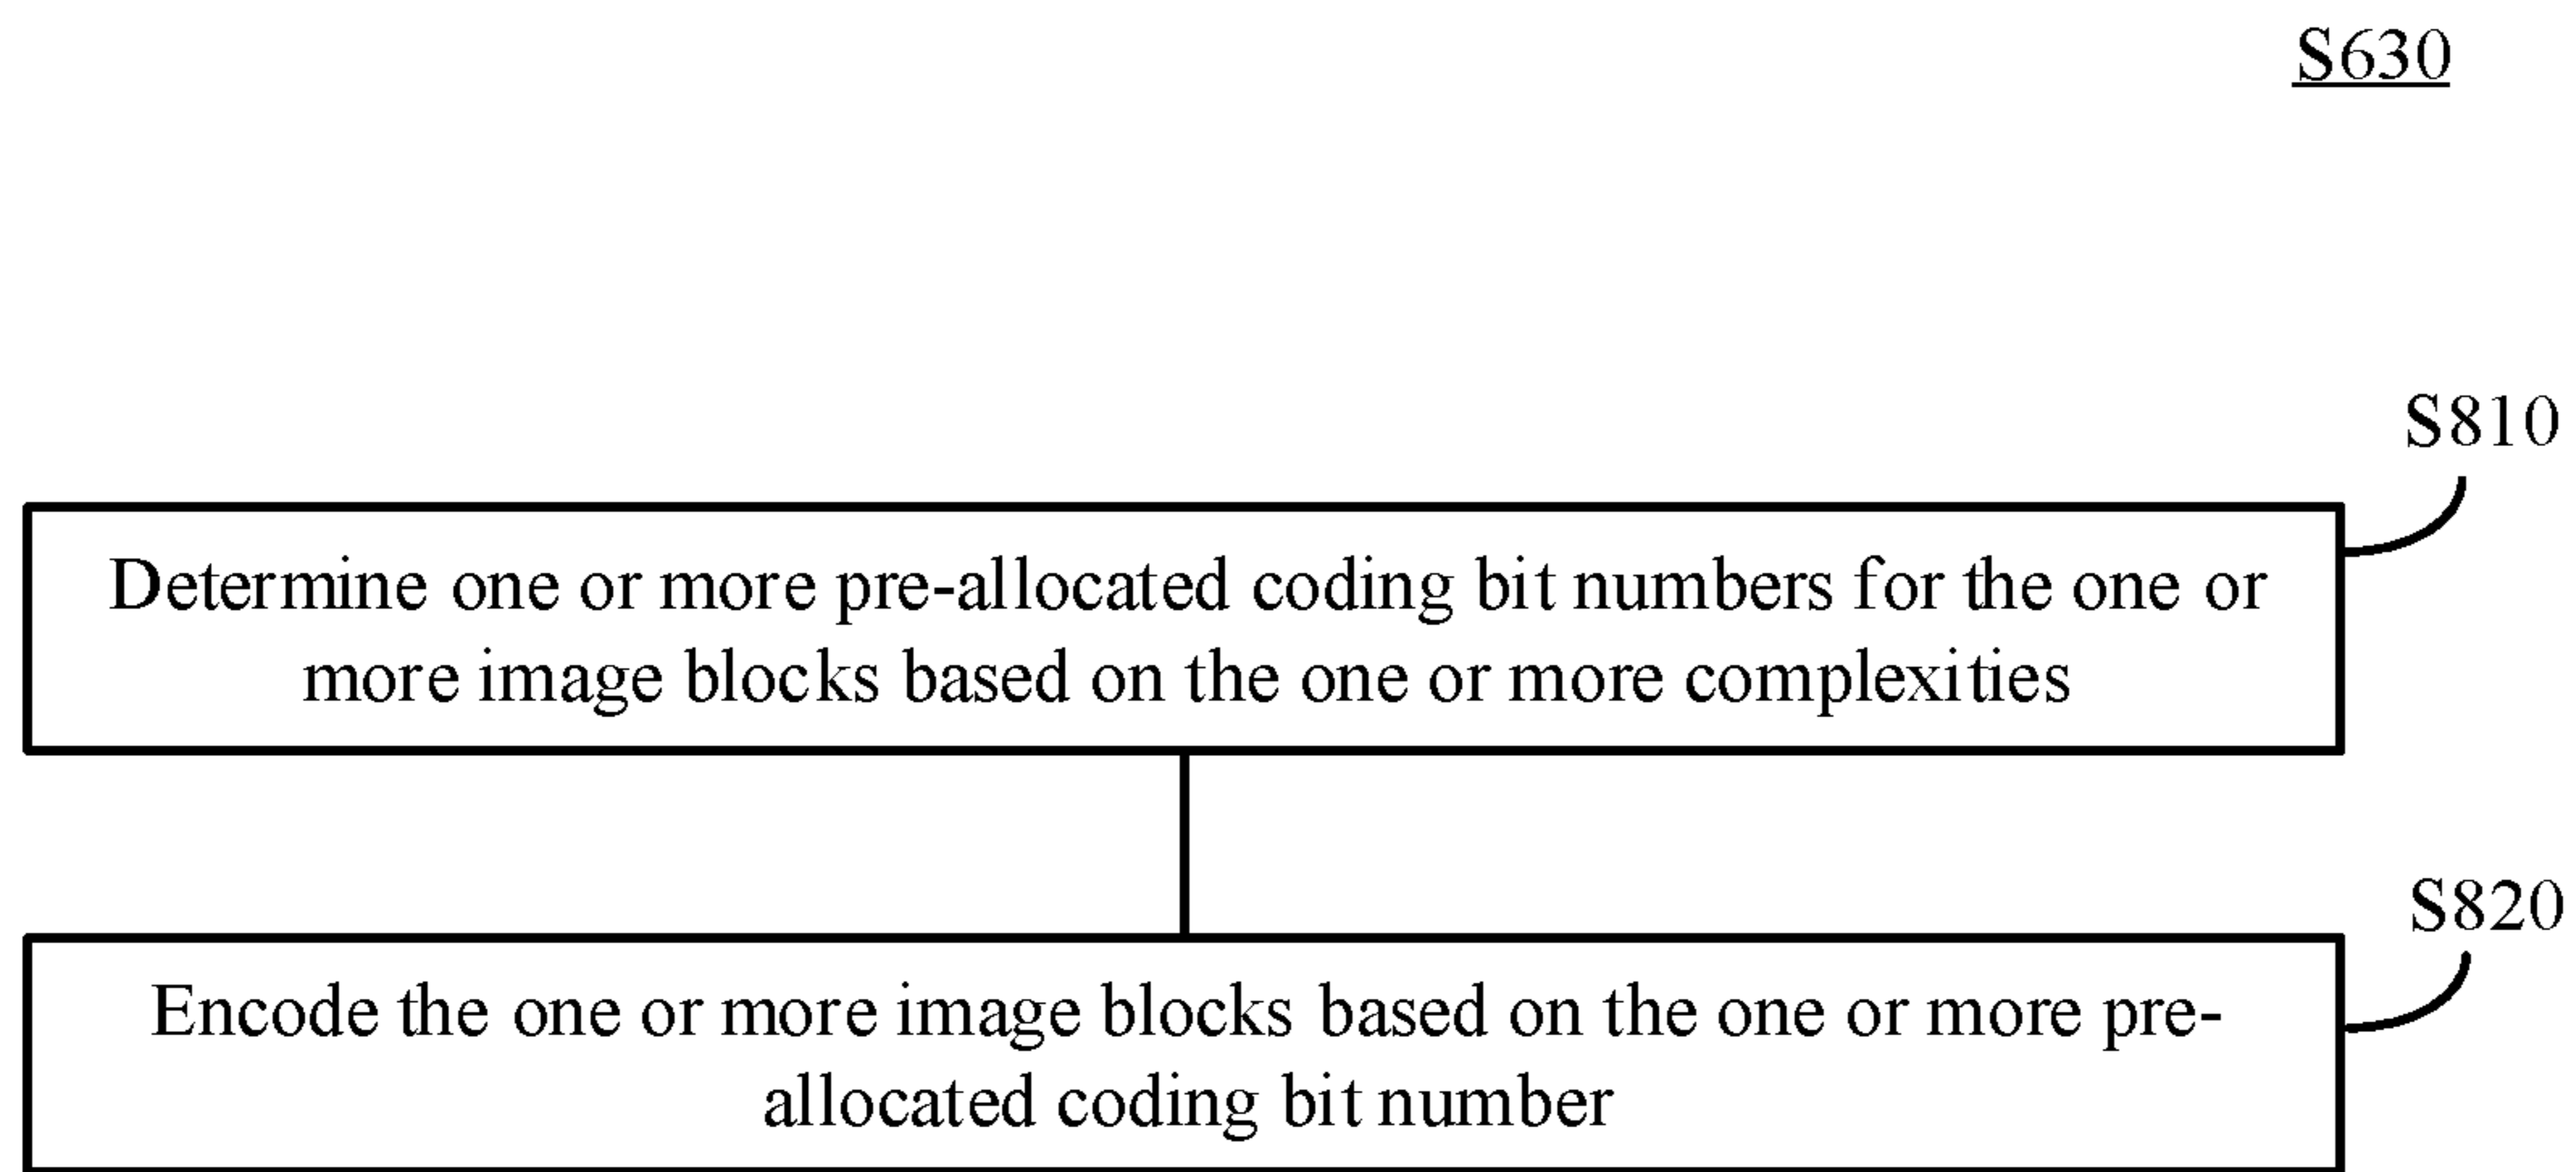 S630
S810
Determine one or more pre-allocated coding bit numbers for the one or
more image blocks based on the one or more complexities
S820
Encode the one or more image blocks based on the one or more pre-
allocated coding bit number